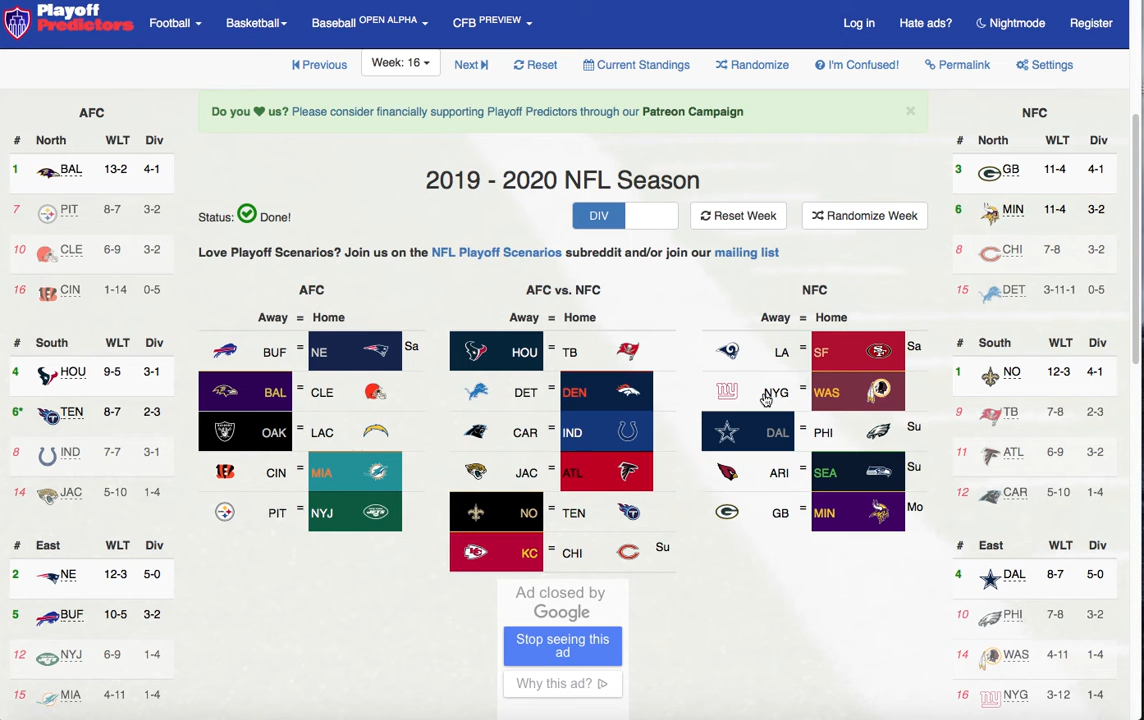 Playoff
Predictors
Football
Basketball
Baseball OPEN ALPHA
CFB PREVIEW
Log in
Hate ads?
Nightmode
Register
Previous
Week: 16
Next
Reset
Current Standings
Randomize
I'm Confused!
Permalink
Settings
Do you us? Please consider financially supporting Playoff Predictors through our Patreon Campaign ×
2019 - 2020 NFL Season
Status: Done!
DIV
Reset Week
Randomize Week
Love Playoff Scenarios? Join us on the NFL Playoff Scenarios subreddit and/or join our mailing list
AFC
# North WLT Div
1 BAL 13-2 4-1
7 PIT 8-7 3-2
10 CLE 6-9 3-2
16 CIN 1-14 0-5
# South WLT Div
4 HOU 9-5 3-1
6* TEN 8-7 2-3
8 IND 7-7 3-1
14 JAC 5-10 1-4
# East WLT Div
2 NE 12-3 5-0
5 BUF 10-5 3-2
12 NYJ 6-9 1-4
15 MIA 4-11 1-4
AFC
Away = Home
BUF = NE Sa
BAL = CLE
OAK = LAC
CIN = MIA
PIT = NYJ
AFC vs. NFC
Away = Home
HOU = TB
DET = DEN
CAR = IND
JAC = ATL
NO = TEN
KC = CHI Su
NFC
Away = Home
LA = SF Sa
NYG = WAS
DAL = PHI Su
ARI = SEA Su
GB = MIN Mo
Ad closed by
Google
Stop seeing this
ad
Why this ad?
NFC
# North WLT Div
3 GB 11-4 4-1
6 MIN 11-4 3-2
8 CHI 7-8 3-2
15 DET 3-11-1 0-5
# South WLT Div
1 NO 12-3 4-1
9 TB 7-8 2-3
11 ATL 6-9 3-2
12 CAR 5-10 1-4
# East WLT Div
4 DAL 8-7 5-0
10 PHI 7-8 3-2
14 WAS 4-11 1-4
16 NYG 3-12 1-4